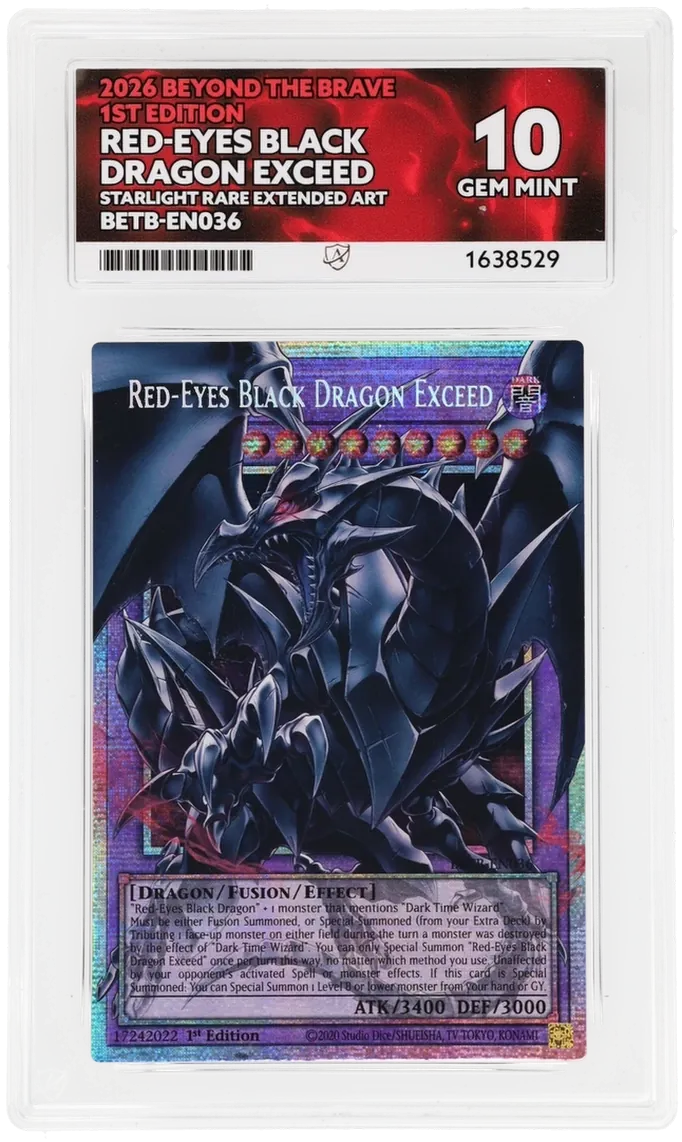 2026 BEYOND THE BRAVE
1ST EDITION
RED-EYES BLACK
DRAGON EXCEED
STARLIGHT RARE EXTENDED ART
BETB-EN036
10
GEM MINT
A
1638529
RED-EYES BLACK DRAGON EXCEED
DARK
闇
BETB-EN036
[DRAGON/FUSION/EFFECT]
"Red-Eyes Black Dragon" + 1 monster that mentions "Dark Time Wizard"
Must be either Fusion Summoned, or Special Summoned (from your Extra Deck) by
Tributing 1 face-up monster on either field during the turn a monster was destroyed
by the effect of "Dark Time Wizard". You can only Special Summon "Red-Eyes Black
Dragon Exceed" once per turn this way, no matter which method you use. Unaffected
by your opponent's activated Spell or monster effects. If this card is Special
Summoned: You can Special Summon 1 Level 8 or lower monster from your hand or GY.
ATK/3400 DEF/3000
17242022 1st Edition ©2020 Studio Dice/SHUEISHA, TV TOKYO, KONAMI